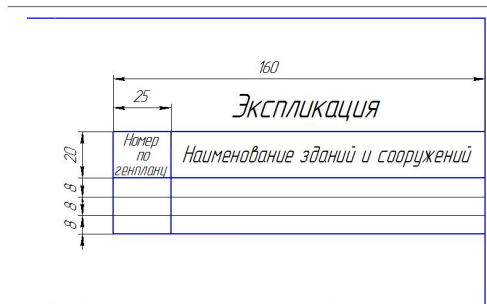 160
25
Экспликация
Номер
по
генплану
Наименование зданий и сооружений
20
8
8
8